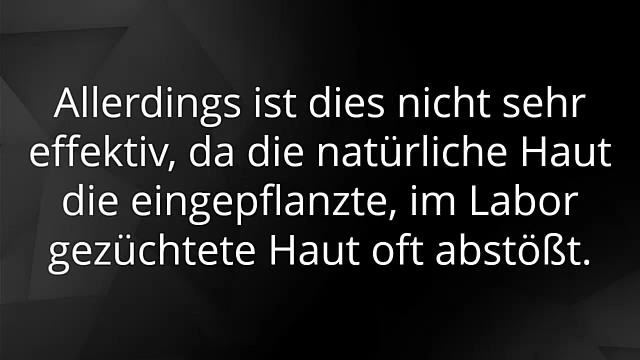 Allerdings ist dies nicht sehr
effektiv, da die natürliche Haut
die eingepflanzte, im Labor
gezüchtete Haut oft abstößt.